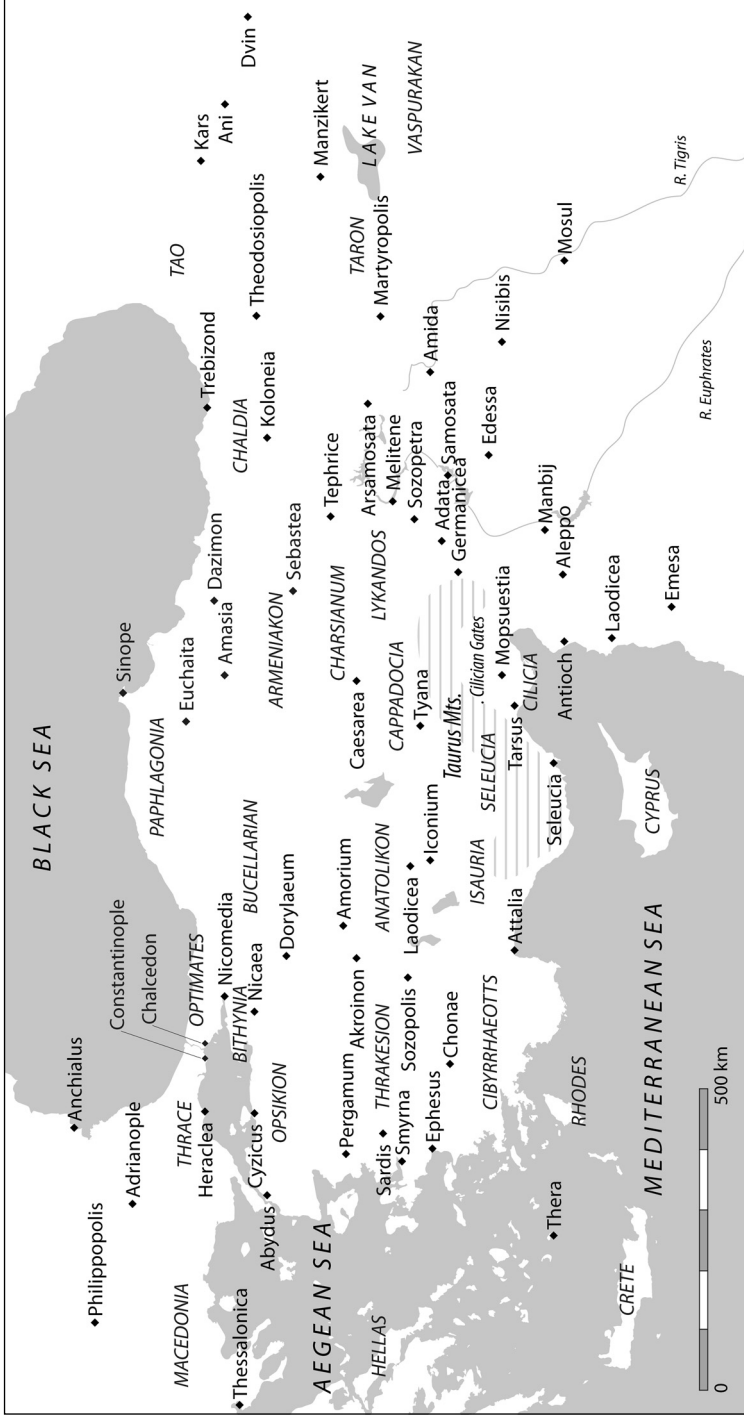 BLACK SEA
Philippopolis
Anchialus
Adrianople
Constantinople
Chalcedon
Sinope
MACEDONIA
THRACE
Heraclea
OPTIMATES
Nicomedia
PAPHLAGONIA
Euchaita
Amasia
Dazimon
Trebizond
TAO
Kars
Ani
Dvin
Thessalonica
Abydus
Cyzicus
BITHYNIA
Nicaea
BUCELLARIAN
CHALDIA
Koloneia
Theodosiopolis
OPSIKION
Dorylaeum
ARMENIAKON
Sebastea
AEGEAN SEA
Pergamum
Akroinon
Amorium
Caesarea
CHARSIANUM
Tephrice
Manzikert
HELLAS
Sardis
THRAKESION
ANATOLIKON
CAPPADOCIA
LYKANDOS
Arsamosata
Melitene
TARON
Martyropolis
LAKE VAN
VASPURAKAN
Smyrna
Sozopolis
Laodicea
Tyana
Sozopetra
Ephesus
Chonae
Iconium
Taurus Mts.
Adata
Samosata
Germanicea
Amida
CIBYRRHAEOTTS
ISAURIA
SELEUCIA
Cilician Gates
Edessa
Nisibis
Attalia
Tarsus
Mopsuestia
CILICIA
Manbij
Mosul
Thera
RHODES
Seleucia
Antioch
Aleppo
CRETE
CYPRUS
Laodicea
Emesa
R. Euphrates
R. Tigris
MEDITERRANEAN SEA
0
500 km